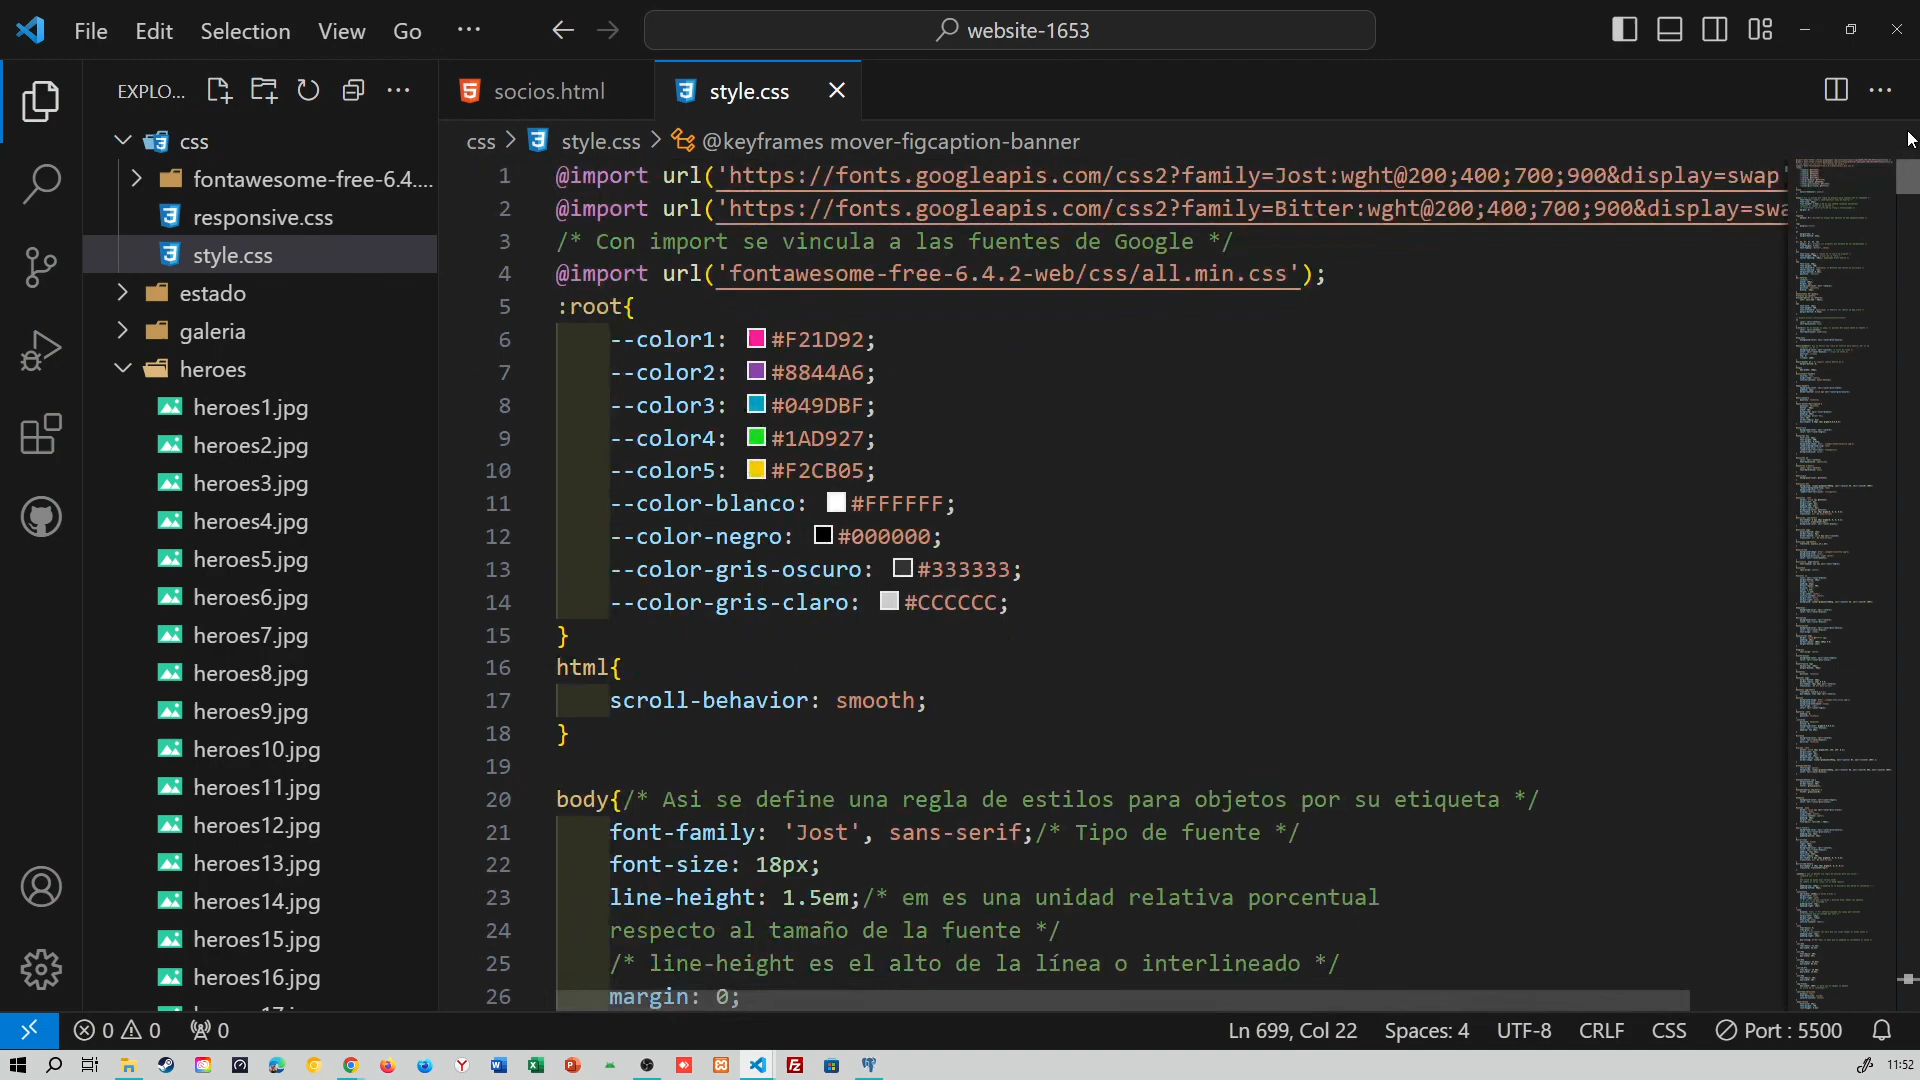 File Edit Selection View Go ··· website-1653
EXPLO...
socios.html
style.css
css > style.css > @keyframes mover-figcaption-banner
css
fontawesome-free-6.4....
responsive.css
style.css
estado
galeria
heroes
heroes1.jpg
heroes2.jpg
heroes3.jpg
heroes4.jpg
heroes5.jpg
heroes6.jpg
heroes7.jpg
heroes8.jpg
heroes9.jpg
heroes10.jpg
heroes11.jpg
heroes12.jpg
heroes13.jpg
heroes14.jpg
heroes15.jpg
heroes16.jpg
1 @import url('https://fonts.googleapis.com/css2?family=Jost:wght@200;400;700;900&display=swap'
2 @import url('https://fonts.googleapis.com/css2?family=Bitter:wght@200;400;700;900&display=swa
3 /* Con import se vincula a las fuentes de Google */
4 @import url('fontawesome-free-6.4.2-web/css/all.min.css');
5 :root{
6 --color1: #F21D92;
7 --color2: #8844A6;
8 --color3: #049DBF;
9 --color4: #1AD927;
10 --color5: #F2CB05;
11 --color-blanco: #FFFFFF;
12 --color-negro: #000000;
13 --color-gris-oscuro: #333333;
14 --color-gris-claro: #CCCCCC;
15 }
16 html{
17 scroll-behavior: smooth;
18 }
19
20 body{/* Asi se define una regla de estilos para objetos por su etiqueta */
21 font-family: 'Jost', sans-serif;/* Tipo de fuente */
22 font-size: 18px;
23 line-height: 1.5em;/* em es una unidad relativa porcentual
24 respecto al tamaño de la fuente */
25 /* line-height es el alto de la línea o interlineado */
26 margin: 0;
0 0 0 Ln 699, Col 22 Spaces: 4 UTF-8 CRLF CSS Port : 5500
11:52